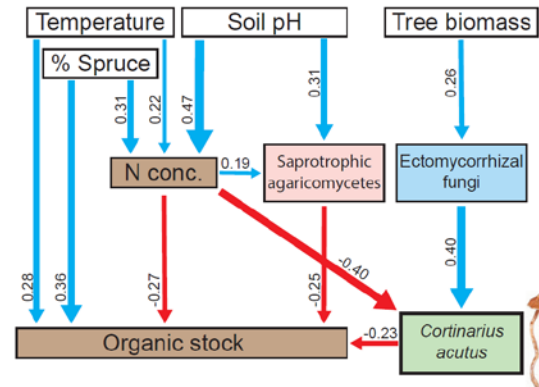 Temperature
Soil pH
Tree biomass
% Spruce
0.31
0.22
0.47
0.31
0.26
N conc.
0.19
Saprotrophic
agaricomycetes
Ectomycorrhizal
fungi
0.28
0.36
-0.27
-0.25
-0.40
0.40
Organic stock
-0.23
Cortinarius
acutus